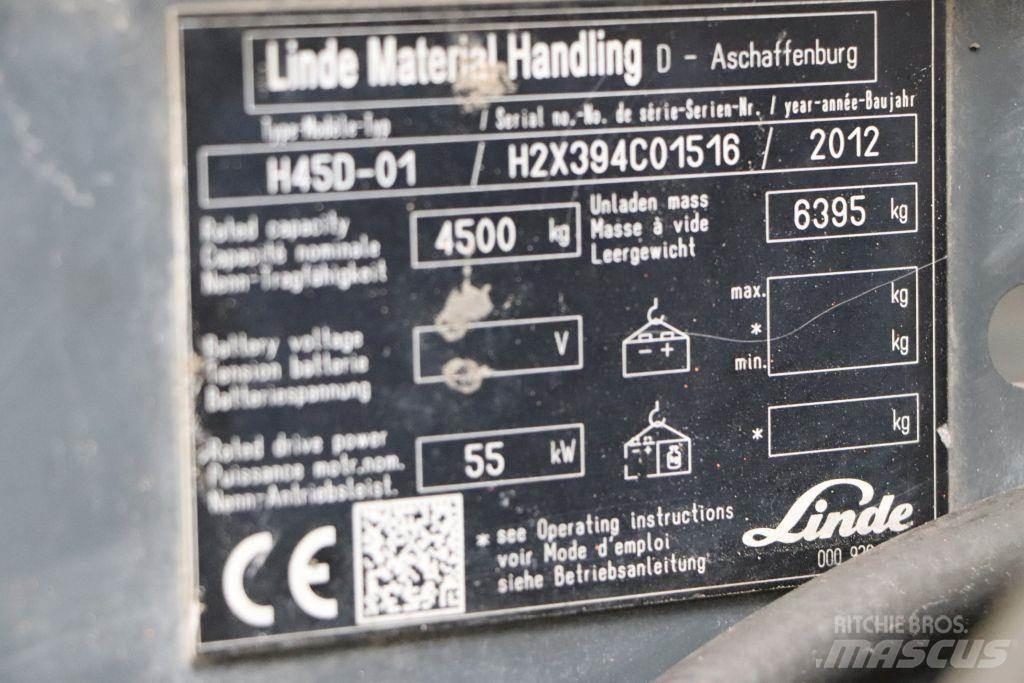 Linde Material Handling D - Aschaffenburg
Type-Modèle-Typ / Serial no.-No. de série-Serien-Nr. / year-année-Baujahr
H45D-01 / H2X394C01516 / 2012
Rated capacity
Capacité nominale
Nenn-Tragfähigkeit
4500 kg
Unladen mass
Masse à vide
Leergewicht
6395 kg
Battery voltage
Tension batterie
Batteriespannung
V
- +
max. kg
*
min. kg
Rated drive power
Puissance motr.nom.
Nenn-Antriebsleist.
55 kW
- +
* kg
CE
* see Operating instructions
voir Mode d'emploi
siehe Betriebsanleitung
Linde
000
RITCHIE BROS.
MASCUS